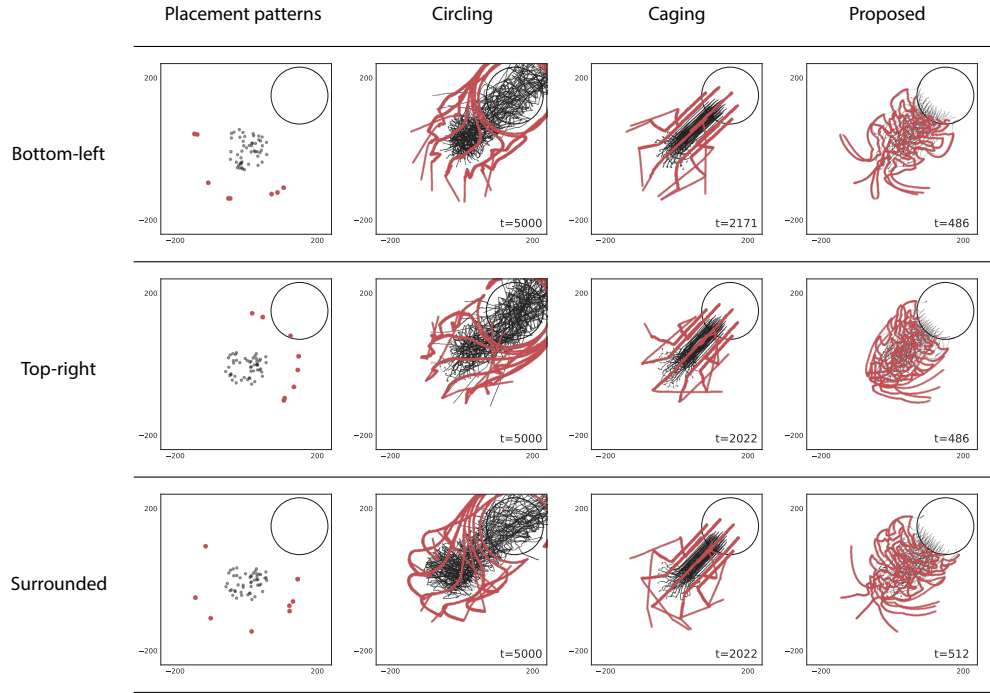 Placement patterns Circling Caging Proposed
Bottom-left
200 200 200 200
−200 −200 −200 −200
t=5000 t=2171 t=486
−200 200 −200 200 −200 200 −200 200
Top-right
200 200 200 200
−200 −200 −200 −200
t=5000 t=2022 t=486
−200 200 −200 200 −200 200 −200 200
Surrounded
200 200 200 200
−200 −200 −200 −200
t=5000 t=2022 t=512
−200 200 −200 200 −200 200 −200 200